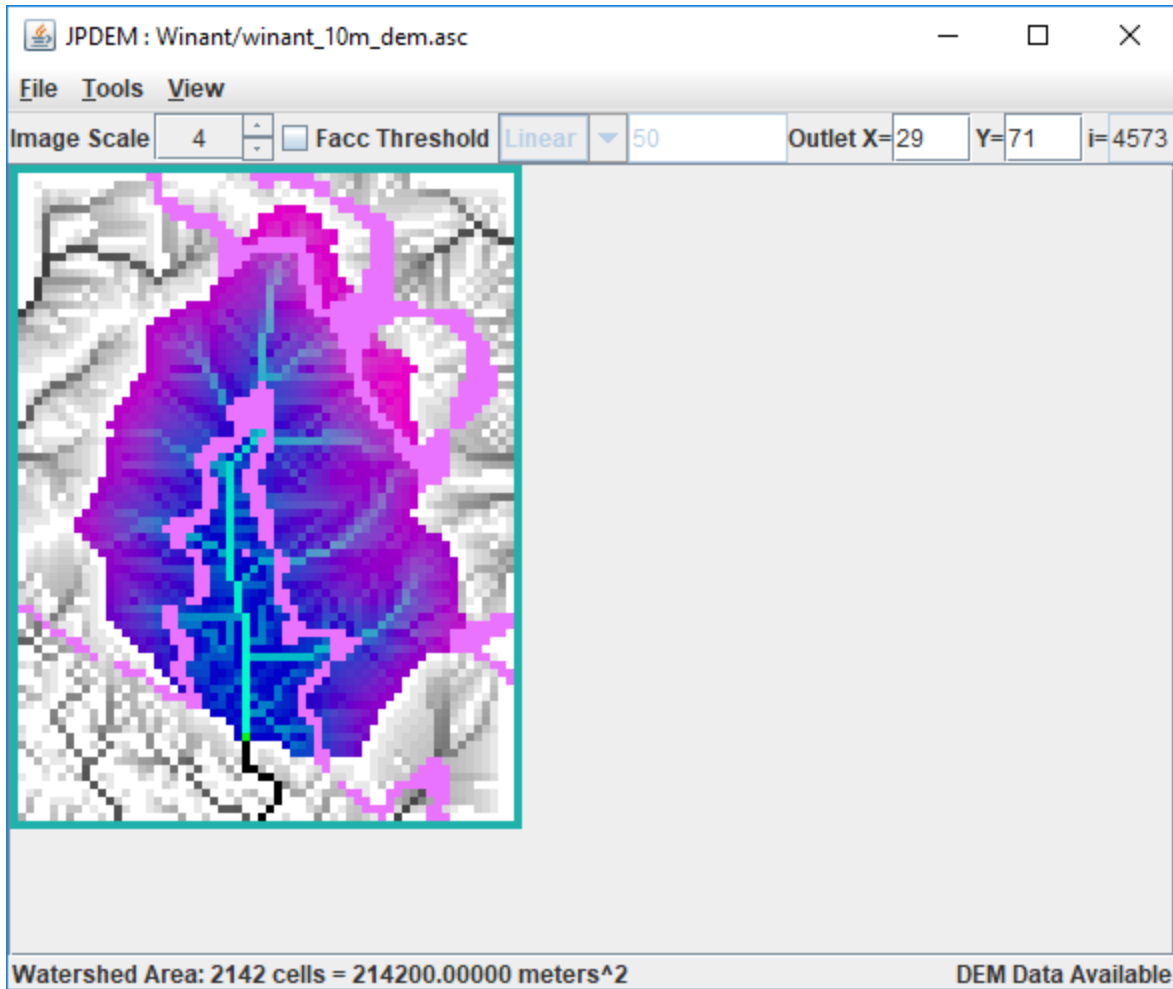 JPDEM : Winant/winant_10m_dem.asc
File Tools View
Image Scale 4 Facc Threshold Linear 50 Outlet X= 29 Y= 71 i= 4573
Watershed Area: 2142 cells = 214200.00000 meters^2 DEM Data Available